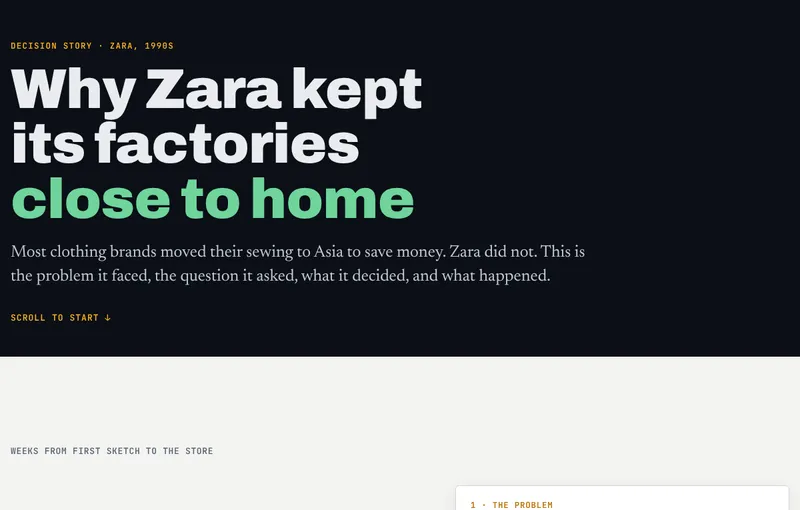 DECISION STORY · ZARA, 1990S
Why Zara kept
its factories
close to home
Most clothing brands moved their sewing to Asia to save money. Zara did not. This is
the problem it faced, the question it asked, what it decided, and what happened.
SCROLL TO START ↓
WEEKS FROM FIRST SKETCH TO THE STORE
1 · THE PROBLEM